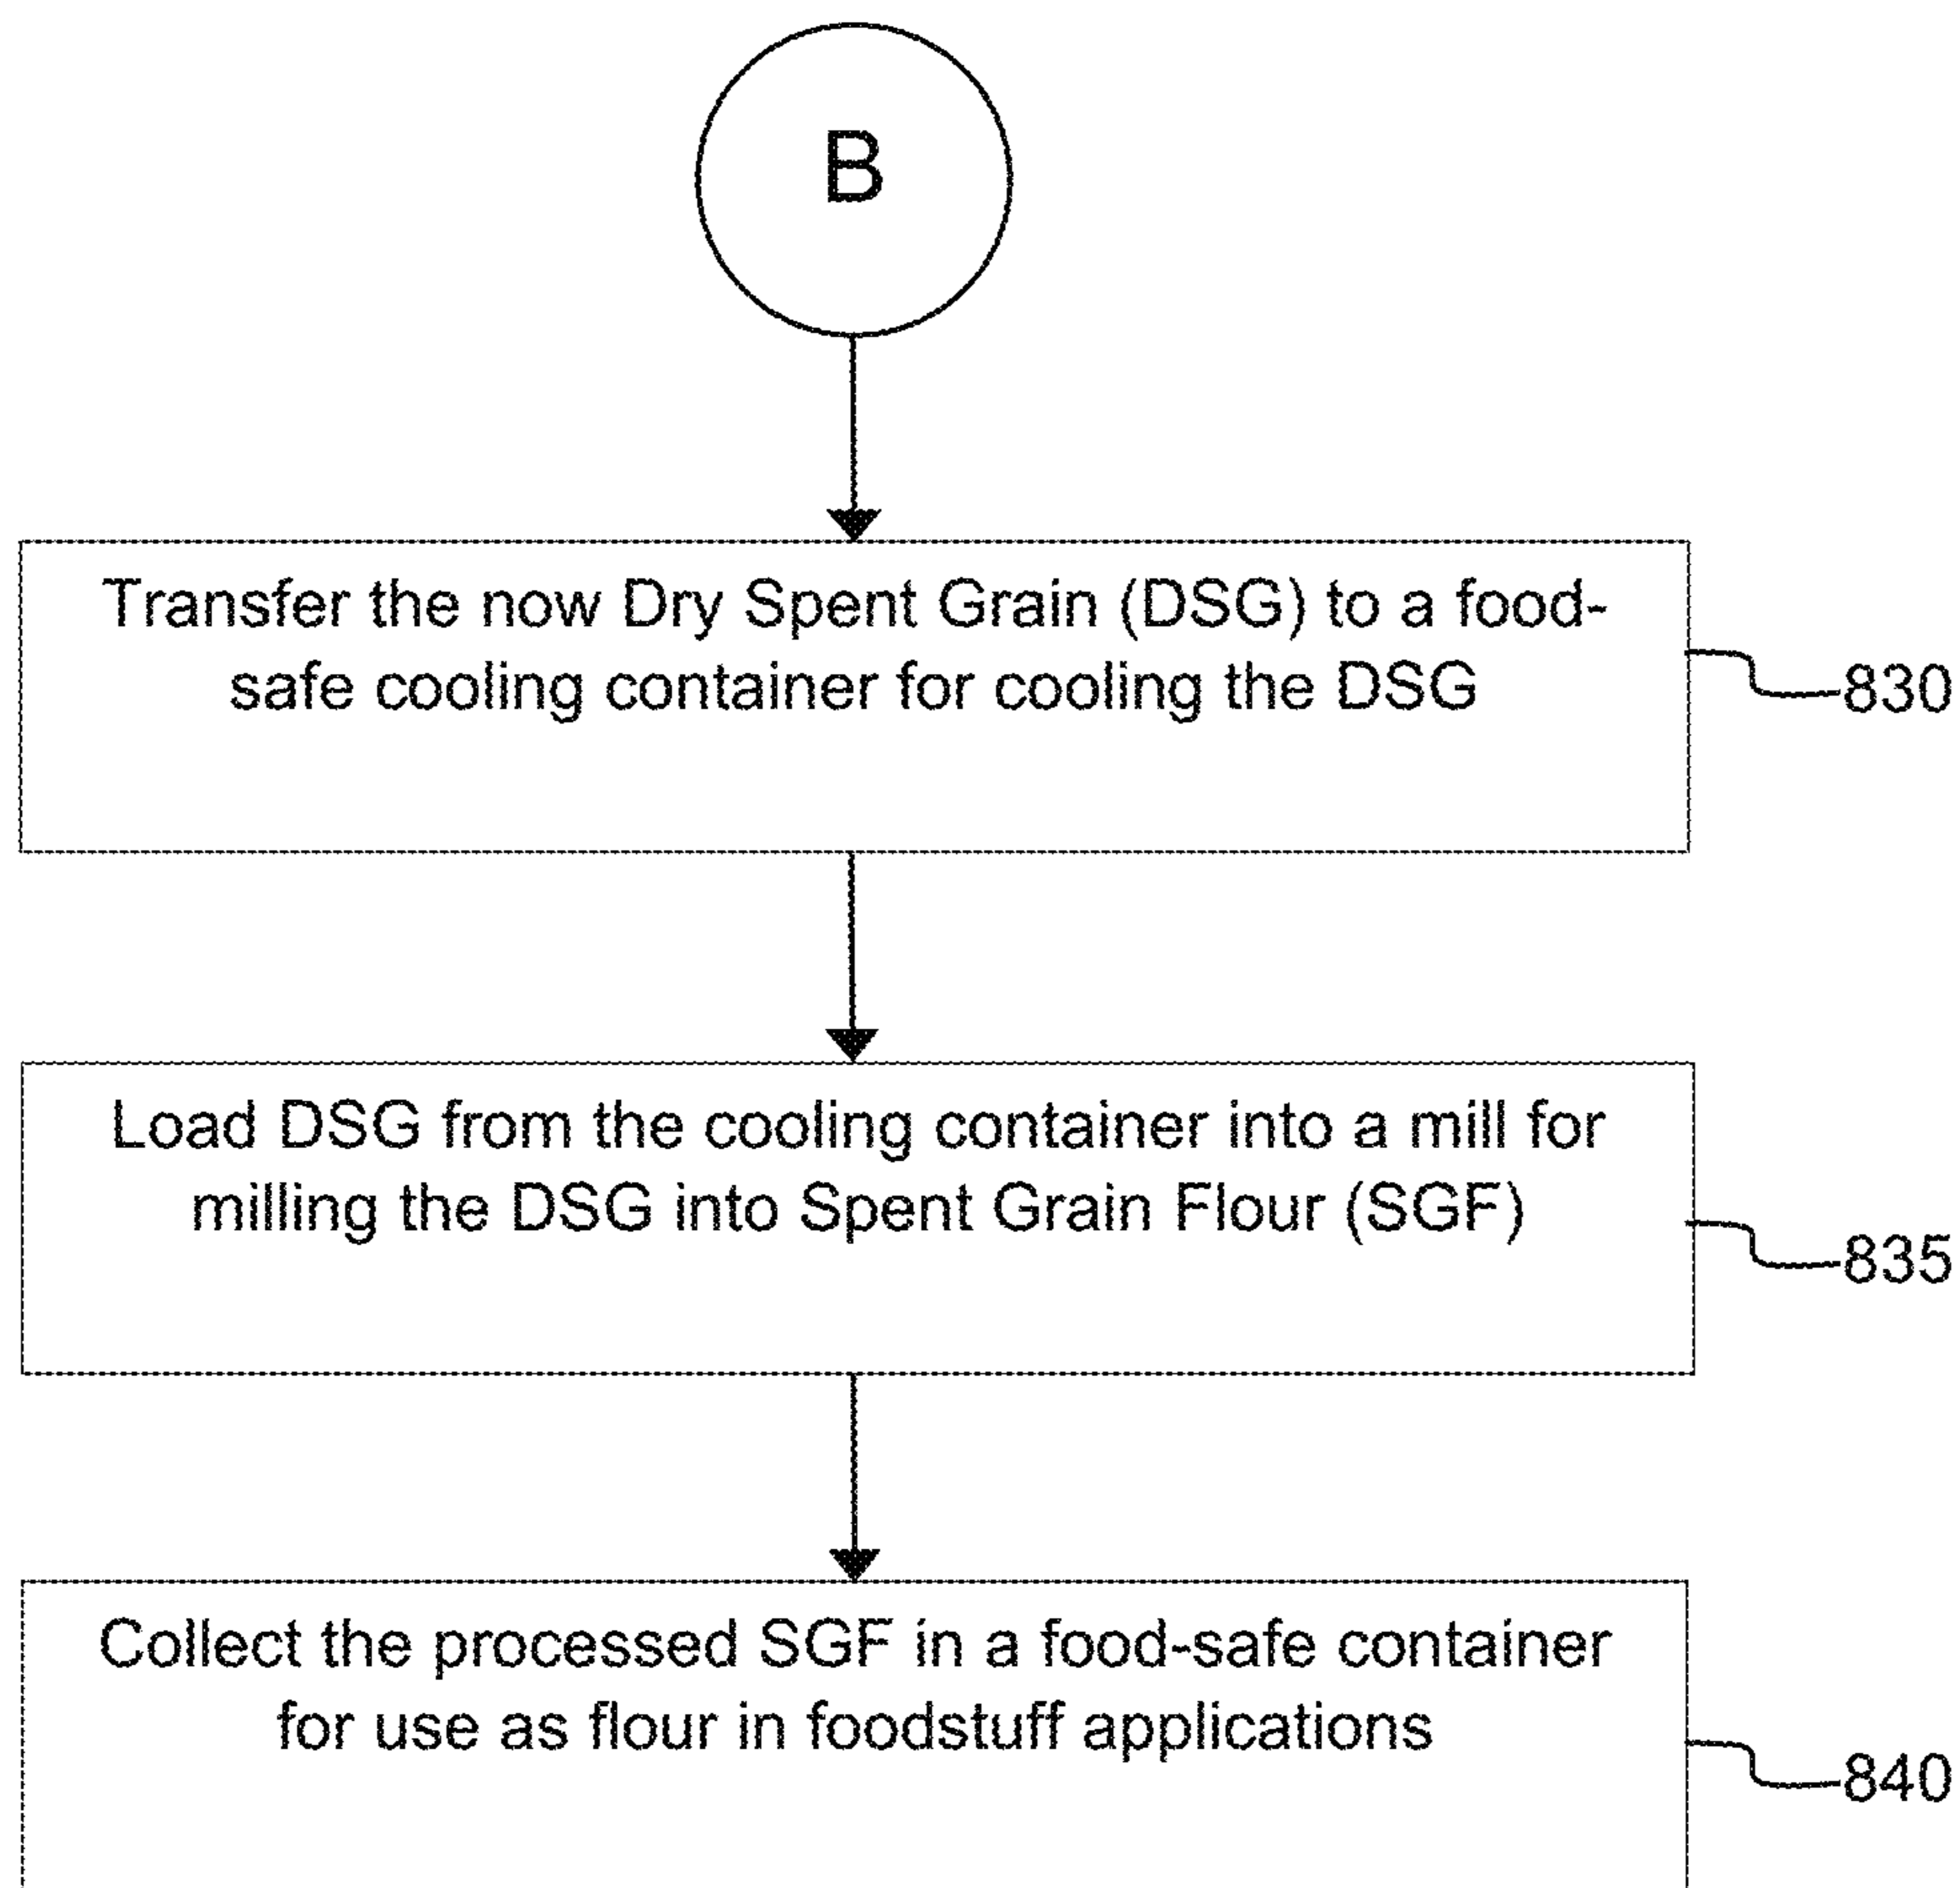 B
Transfer the now Dry Spent Grain (DSG) to a food-
safe cooling container for cooling the DSG
830
Load DSG from the cooling container into a mill for
milling the DSG into Spent Grain Flour (SGF)
835
Collect the processed SGF in a food-safe container
for use as flour in foodstuff applications
840